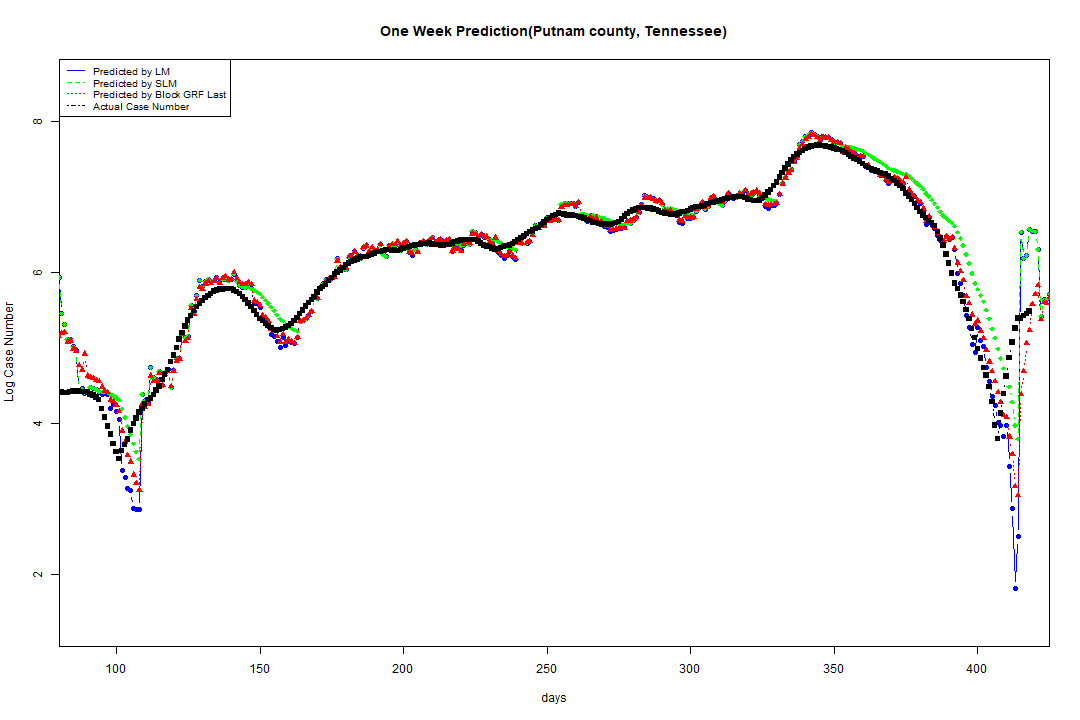 One Week Prediction(Putnam county, Tennessee)
Predicted by LM
Predicted by SLM
Predicted by Block GRF Last
Actual Case Number
8
6
4
2
Log Case Number
100 150 200 250 300 350 400
days